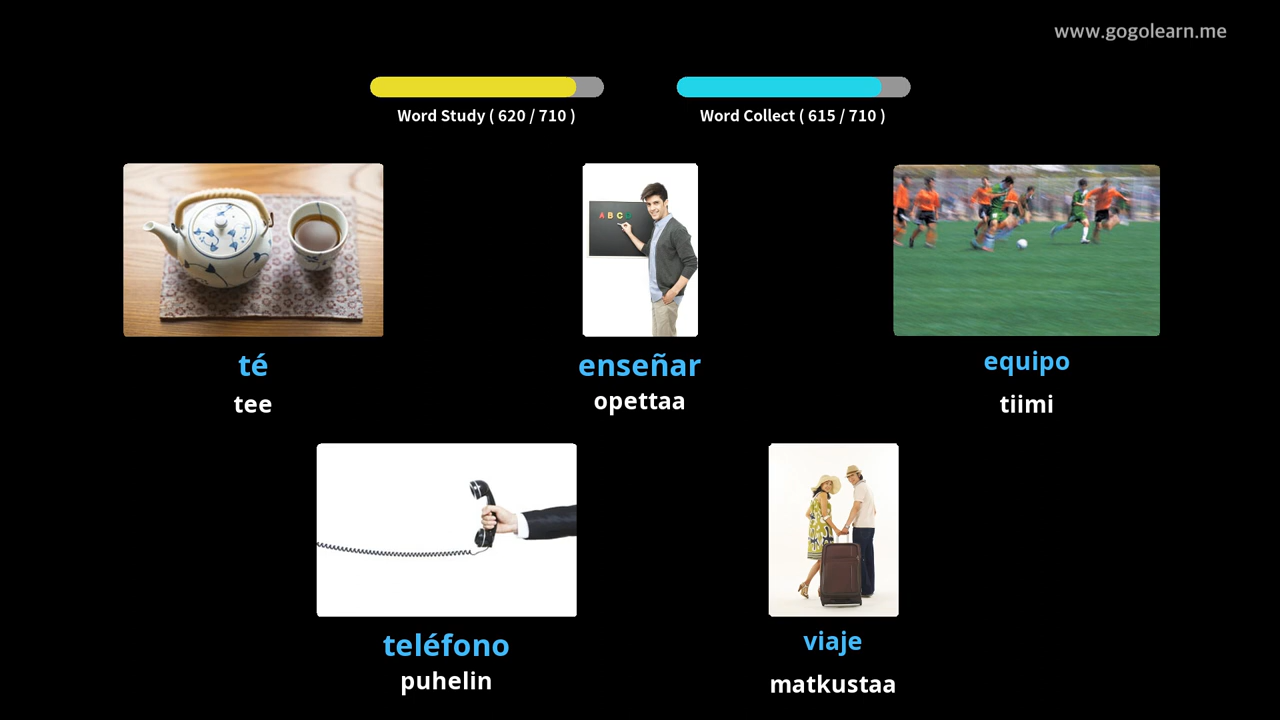 www.gogolearn.me
Word Study ( 620 / 710 )
Word Collect ( 615 / 710 )
A B C D
té
tee
enseñar
opettaa
equipo
tiimi
teléfono
puhelin
viaje
matkustaa